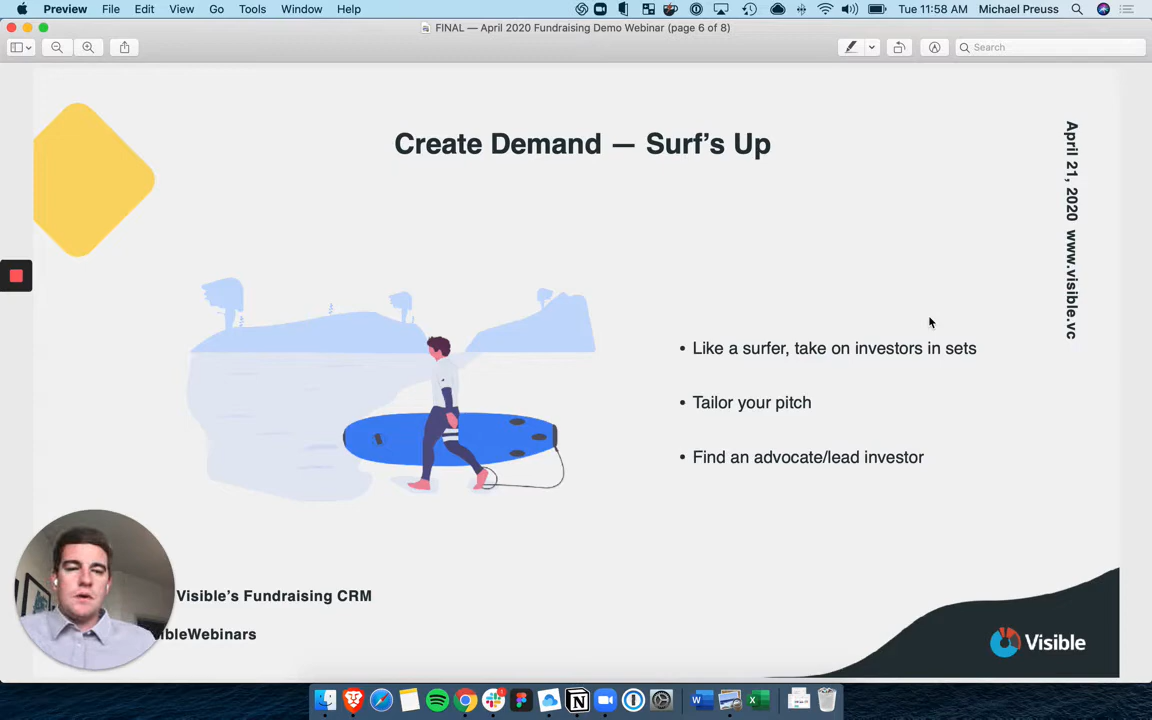 Preview File Edit View Go Tools Window Help
Tue 11:58 AM Michael Preuss
FINAL — April 2020 Fundraising Demo Webinar (page 6 of 8)
Search
Create Demand — Surf's Up
April 21, 2020 www.visible.vc
• Like a surfer, take on investors in sets
• Tailor your pitch
• Find an advocate/lead investor
Visible's Fundraising CRM
ibleWebinars
Visible